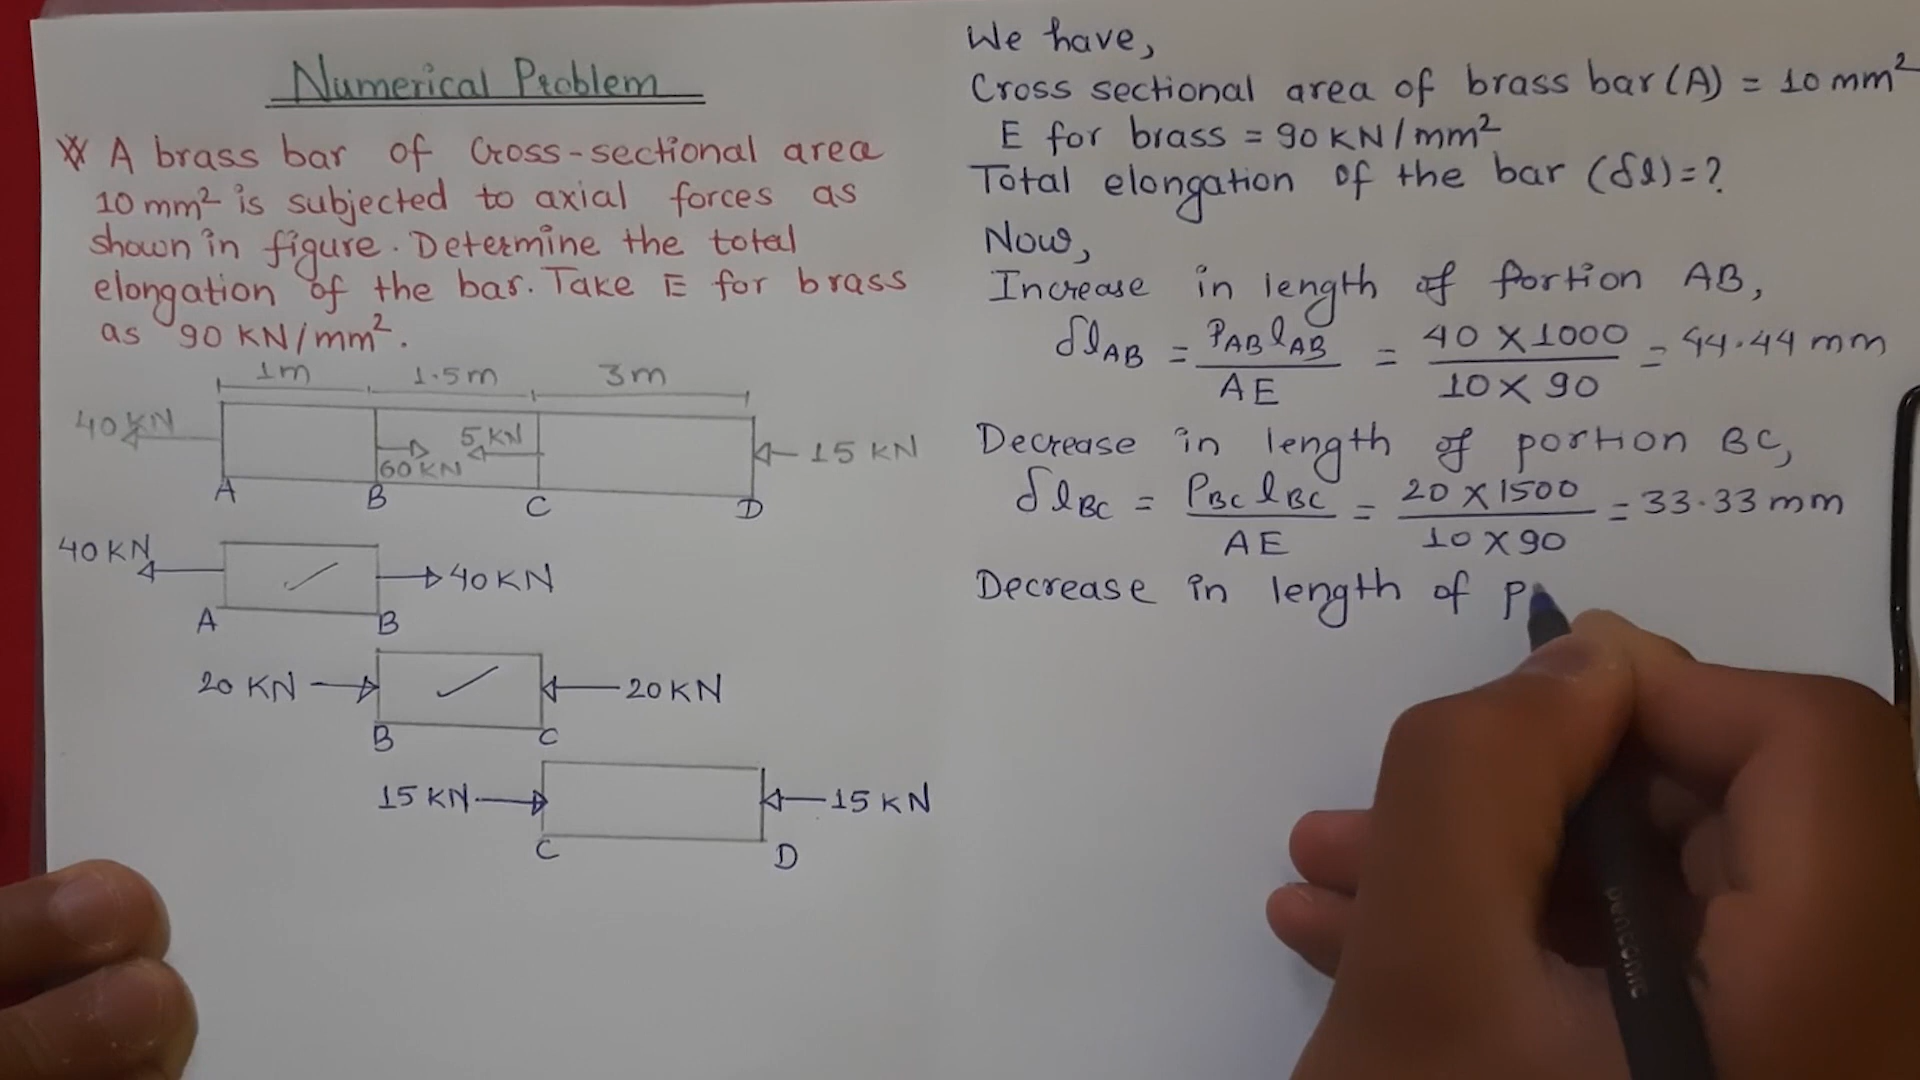 Numerical Problem
※ A brass bar of Cross-sectional area
10 mm² is subjected to axial forces as
shown in figure. Determine the total
elongation of the bar. Take E for brass
as 90 KN/mm².
1m 1.5m 3m
40 KN 60 KN 5 KN 15 KN
A B C D
40 KN 40 KN
A B
20 KN 20 KN
B C
15 KN 15 KN
C D
We have,
Cross sectional area of brass bar (A) = 10 mm²
E for brass = 90 KN/mm²
Total elongation of the bar (δl) = ?
Now,
Increase in length of portion AB,
δl_AB = P_AB l_AB / AE = 40 X 1000 / 10 X 90 = 44.44 mm
Decrease in length of portion BC,
δl_BC = P_BC l_BC / AE = 20 X 1500 / 10 X 90 = 33.33 mm
Decrease in length of p
pensonic